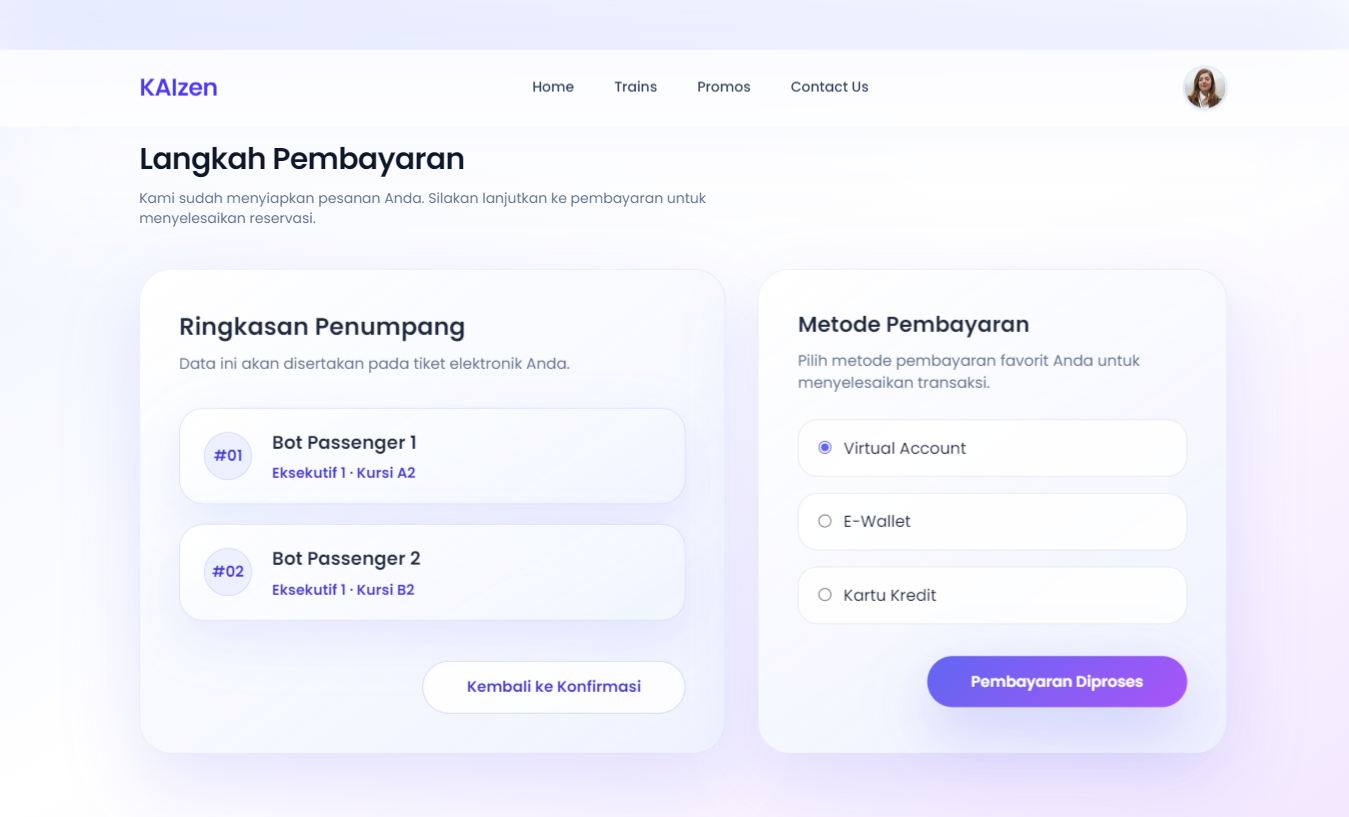 KAIzen
Home
Trains
Promos
Contact Us
Langkah Pembayaran
Kami sudah menyiapkan pesanan Anda. Silakan lanjutkan ke pembayaran untuk
menyelesaikan reservasi.
Ringkasan Penumpang
Data ini akan disertakan pada tiket elektronik Anda.
#01
Bot Passenger 1
Eksekutif 1 · Kursi A2
#02
Bot Passenger 2
Eksekutif 1 · Kursi B2
Kembali ke Konfirmasi
Metode Pembayaran
Pilih metode pembayaran favorit Anda untuk
menyelesaikan transaksi.
Virtual Account
E-Wallet
Kartu Kredit
Pembayaran Diproses